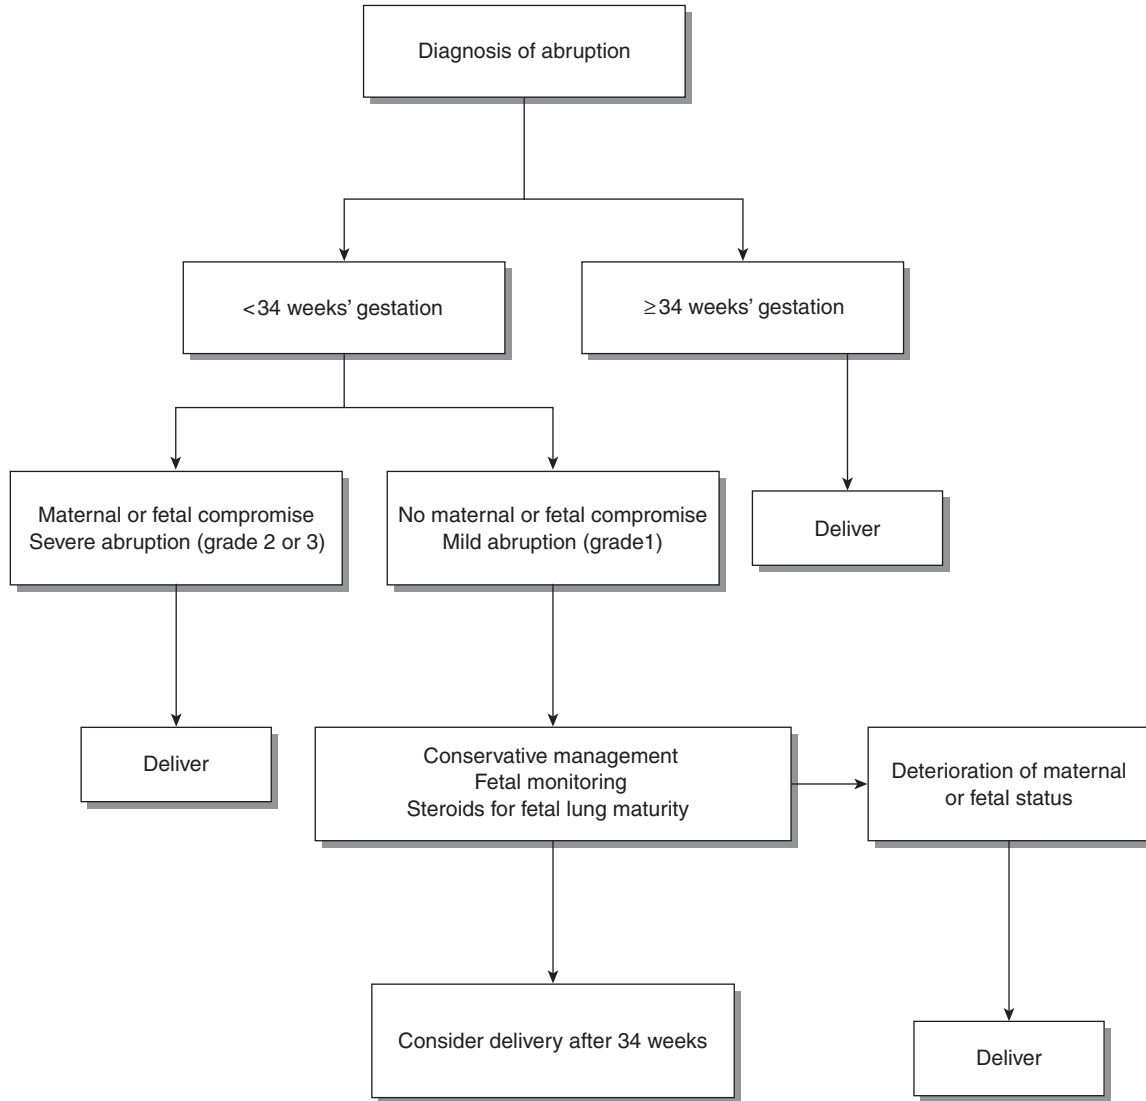 Diagnosis of abruption
<34 weeks’ gestation
≥34 weeks’ gestation
Maternal or fetal compromise
Severe abruption (grade 2 or 3)
No maternal or fetal compromise
Mild abruption (grade1)
Deliver
Deliver
Conservative management
Fetal monitoring
Steroids for fetal lung maturity
Deterioration of maternal
or fetal status
Consider delivery after 34 weeks
Deliver